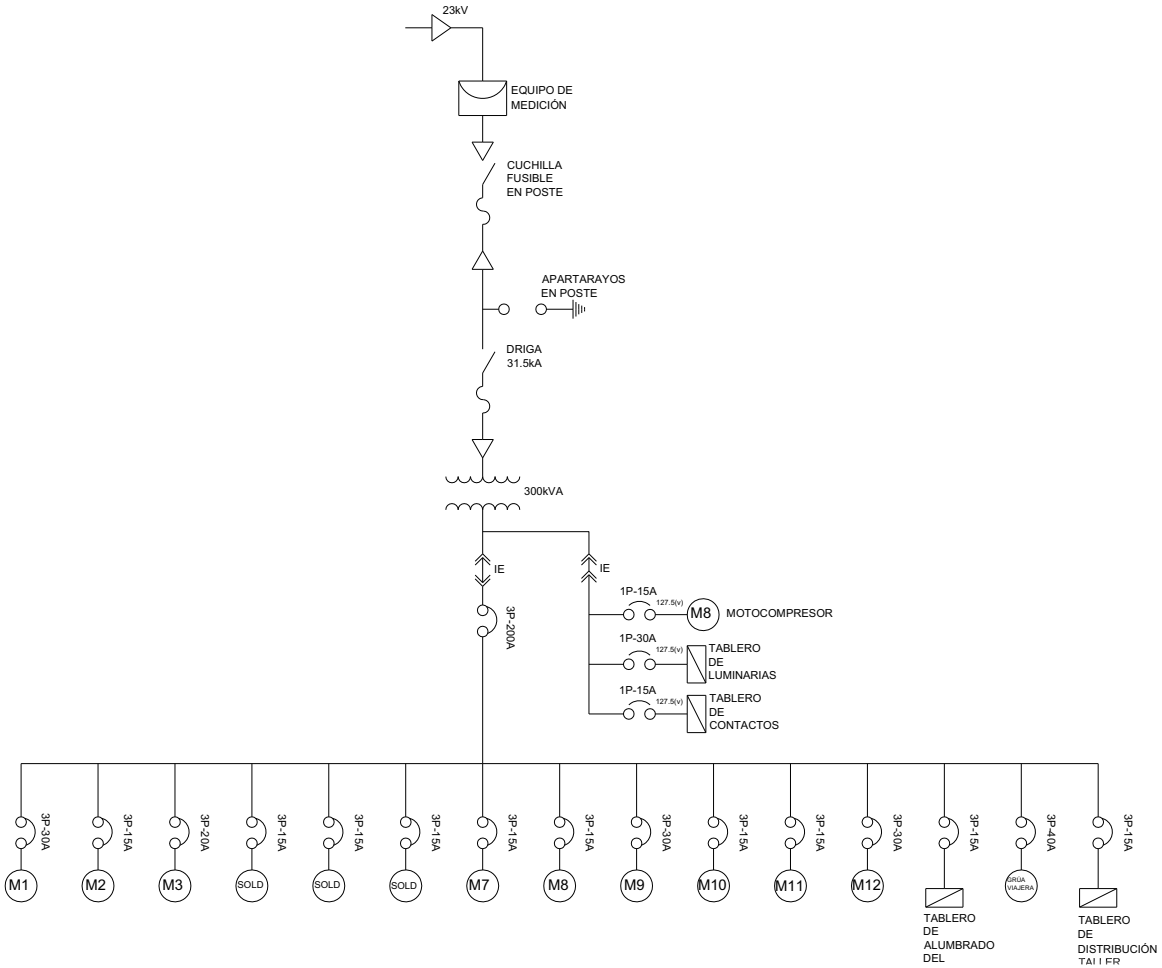 23kV
EQUIPO DE
MEDICIÓN
CUCHILLA
FUSIBLE
EN POSTE
APARTARAYOS
EN POSTE
DRIGA
31.5kA
300kVA
IE
IE
3P-200A
1P-15A
127.5(v)
M8
MOTOCOMPRESOR
1P-30A
127.5(v)
TABLERO
DE
LUMINARIAS
1P-15A
127.5(v)
TABLERO
DE
CONTACTOS
3P-30A
3P-15A
3P-20A
3P-15A
3P-15A
3P-15A
3P-15A
3P-15A
3P-30A
3P-15A
3P-15A
3P-30A
3P-15A
3P-40A
3P-15A
M1
M2
M3
SOLD
SOLD
SOLD
M7
M8
M9
M10
M11
M12
GRÚA
VIAJERA
TABLERO
DE
ALUMBRADO
DEL
TABLERO
DE
DISTRIBUCIÓN
TALLER